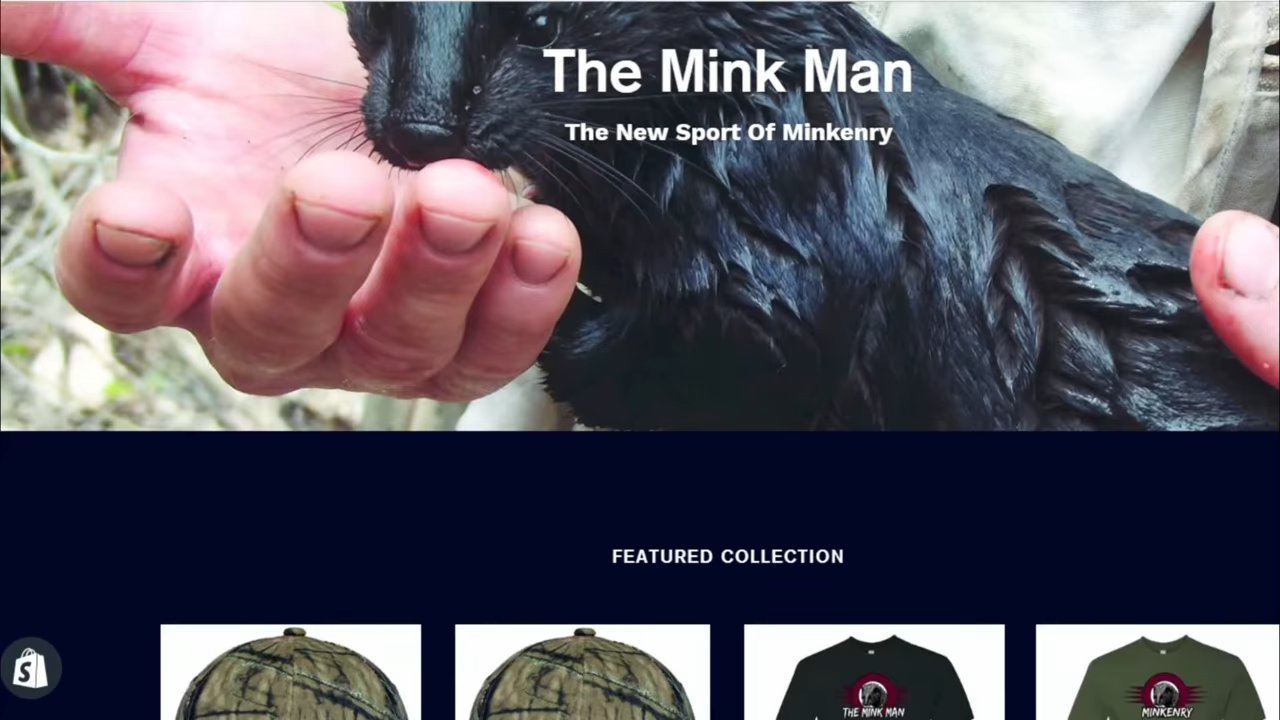 The Mink Man
The New Sport Of Minkenry
FEATURED COLLECTION
THE MINK MAN
MINKENRY